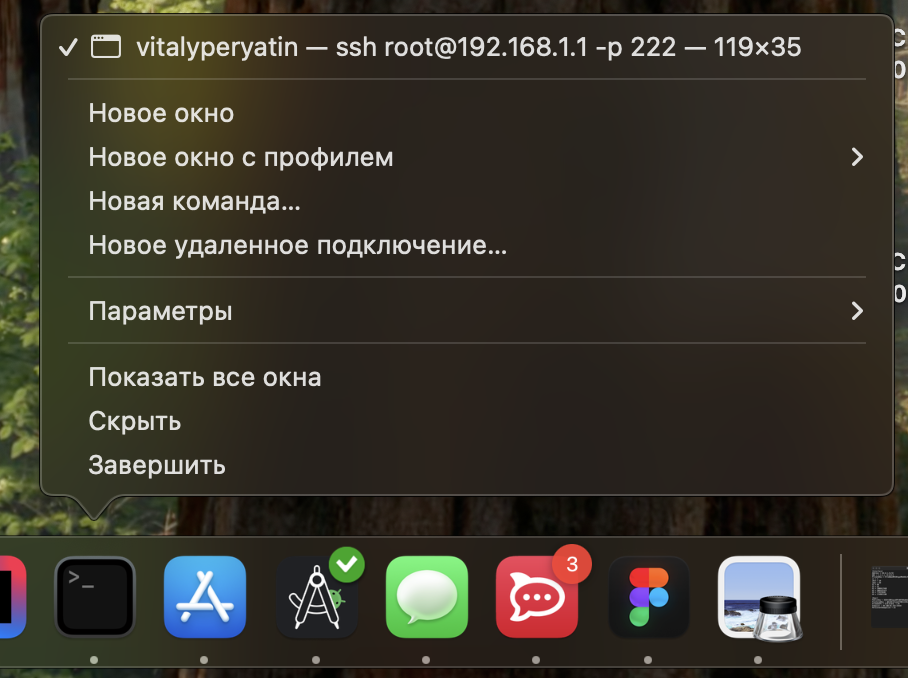 vitalyperyatin — ssh root@192.168.1.1 -p 222 — 119×35
Новое окно
Новое окно с профилем
Новая команда...
Новое удаленное подключение...
Параметры
Показать все окна
Скрыть
Завершить
>_
3